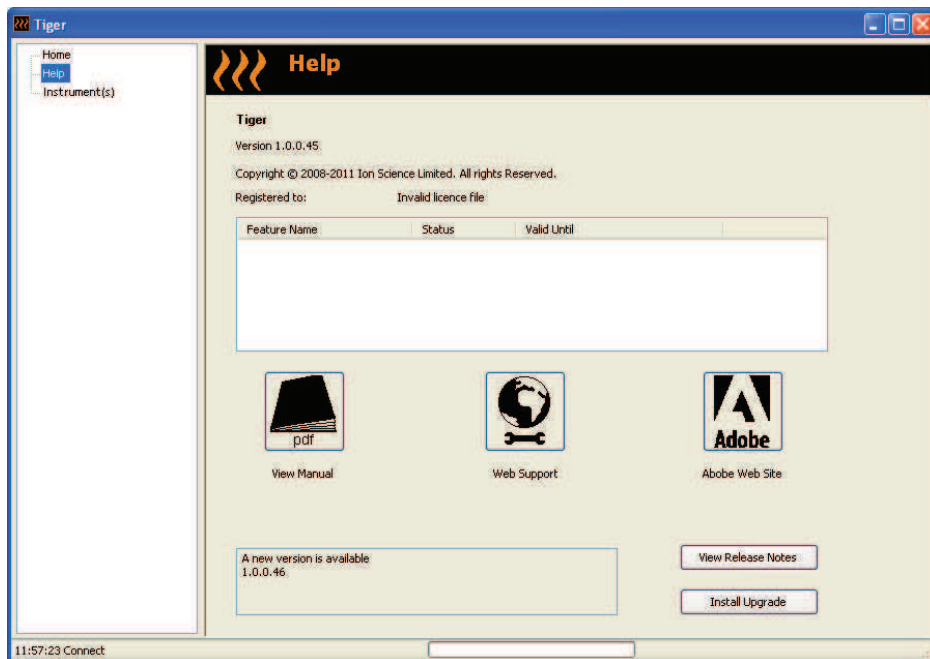 Tiger
Home
Help
Instrument(s)
Help
Tiger
Version 1.0.0.45
Copyright © 2008-2011 Ion Science Limited. All rights Reserved.
Registered to: Invalid licence file
Feature Name Status Valid Until
pdf
Adobe
View Manual Web Support Abobe Web Site
A new version is available
1.0.0.46
View Release Notes
Install Upgrade
11:57:23 Connect